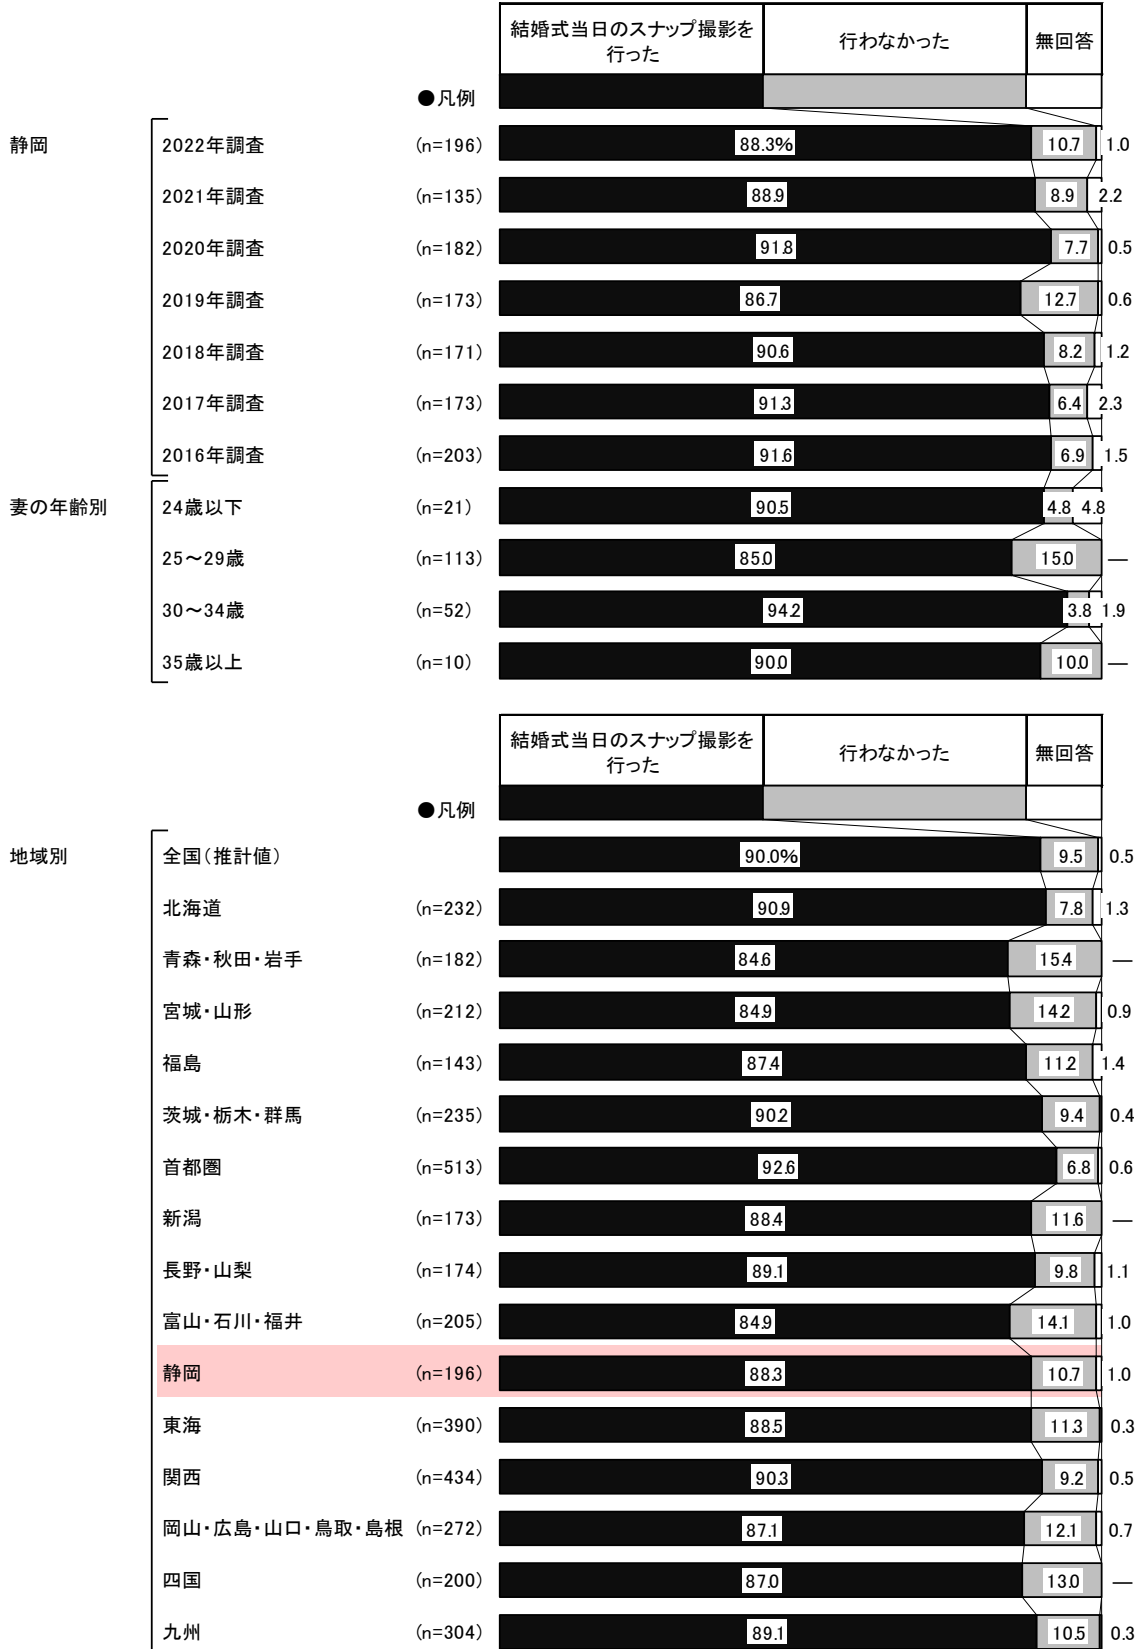 結婚式当日のスナップ撮影を
行った
行わなかった
無回答
●凡例
静岡
2022年調査 (n=196) 88.3% 10.7 1.0
2021年調査 (n=135) 88.9 8.9 2.2
2020年調査 (n=182) 91.8 7.7 0.5
2019年調査 (n=173) 86.7 12.7 0.6
2018年調査 (n=171) 90.6 8.2 1.2
2017年調査 (n=173) 91.3 6.4 2.3
2016年調査 (n=203) 91.6 6.9 1.5
妻の年齢別
24歳以下 (n=21) 90.5 4.8 4.8
25～29歳 (n=113) 85.0 15.0 ―
30～34歳 (n=52) 94.2 3.8 1.9
35歳以上 (n=10) 90.0 10.0 ―
結婚式当日のスナップ撮影を
行った
行わなかった
無回答
●凡例
地域別
全国(推計値) 90.0% 9.5 0.5
北海道 (n=232) 90.9 7.8 1.3
青森・秋田・岩手 (n=182) 84.6 15.4 ―
宮城・山形 (n=212) 84.9 14.2 0.9
福島 (n=143) 87.4 11.2 1.4
茨城・栃木・群馬 (n=235) 90.2 9.4 0.4
首都圏 (n=513) 92.6 6.8 0.6
新潟 (n=173) 88.4 11.6 ―
長野・山梨 (n=174) 89.1 9.8 1.1
富山・石川・福井 (n=205) 84.9 14.1 1.0
静岡 (n=196) 88.3 10.7 1.0
東海 (n=390) 88.5 11.3 0.3
関西 (n=434) 90.3 9.2 0.5
岡山・広島・山口・鳥取・島根 (n=272) 87.1 12.1 0.7
四国 (n=200) 87.0 13.0 ―
九州 (n=304) 89.1 10.5 0.3